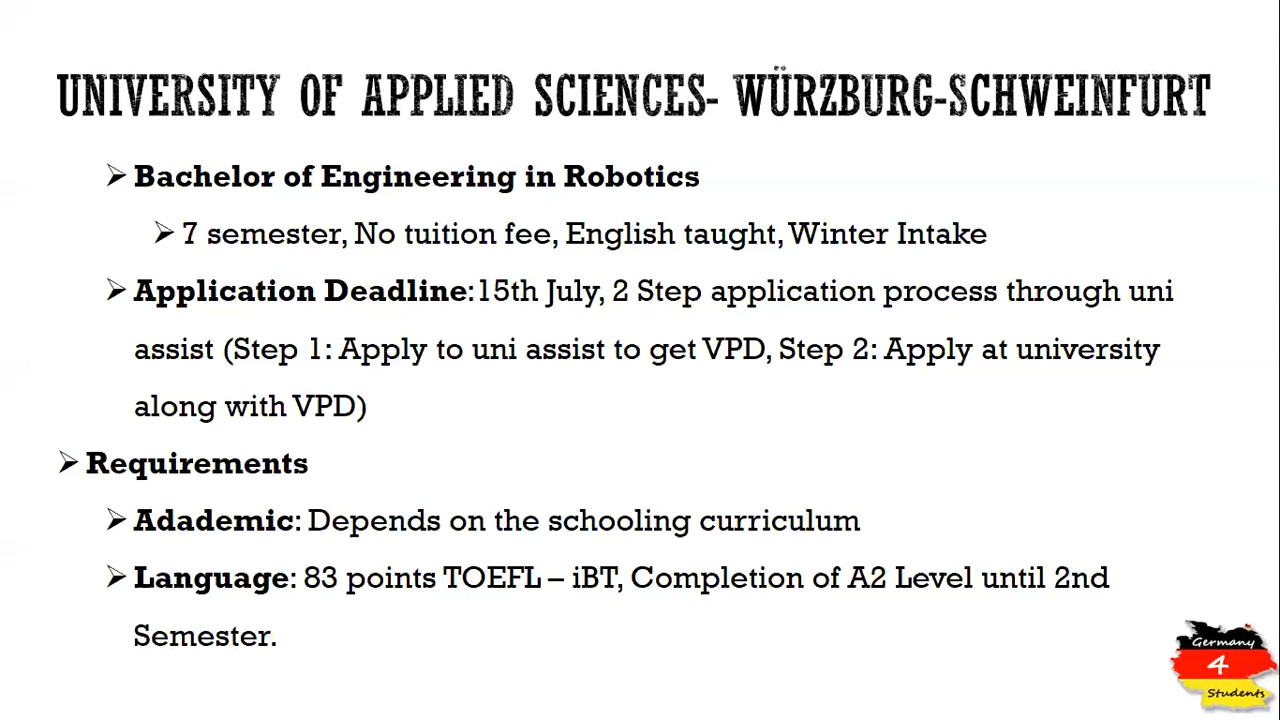 UNIVERSITY OF APPLIED SCIENCES- WÜRZBURG-SCHWEINFURT
➢ Bachelor of Engineering in Robotics
➢ 7 semester, No tuition fee, English taught, Winter Intake
➢ Application Deadline: 15th July, 2 Step application process through uni
assist (Step 1: Apply to uni assist to get VPD, Step 2: Apply at university
along with VPD)
➢ Requirements
➢ Adademic: Depends on the schooling curriculum
➢ Language: 83 points TOEFL – iBT, Completion of A2 Level until 2nd
Semester.
Germany
4
Students